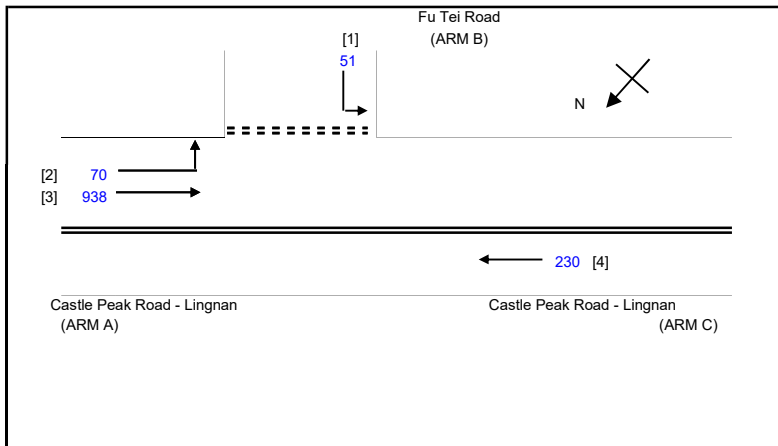 Fu Tei Road
[1] (ARM B)
51
N
[2] 70
[3] 938
230 [4]
Castle Peak Road - Lingnan Castle Peak Road - Lingnan
(ARM A) (ARM C)